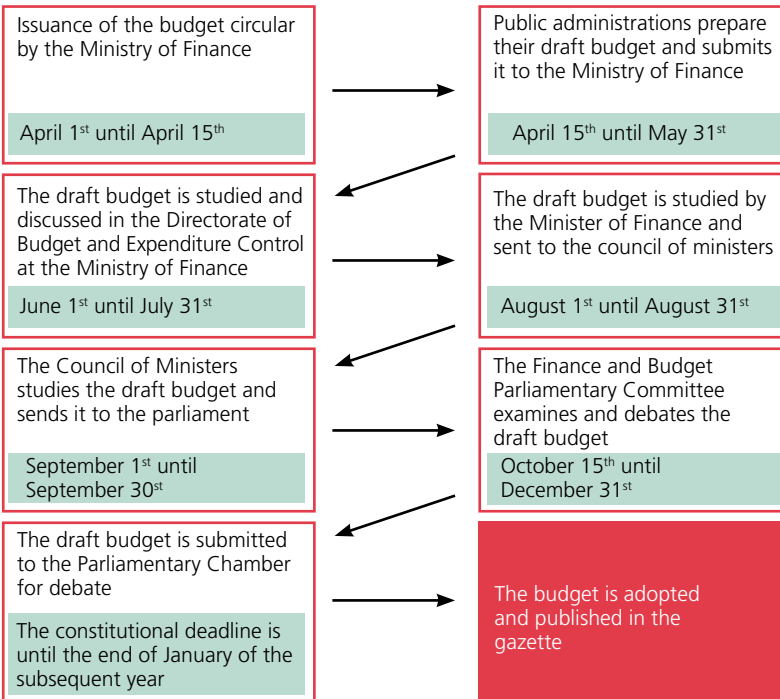 Issuance of the budget circular
by the Ministry of Finance
April 1st until April 15th
Public administrations prepare
their draft budget and submits
it to the Ministry of Finance
April 15th until May 31st
The draft budget is studied and
discussed in the Directorate of
Budget and Expenditure Control
at the Ministry of Finance
June 1st until July 31st
The draft budget is studied by
the Minister of Finance and
sent to the council of ministers
August 1st until August 31st
The Council of Ministers
studies the draft budget and
sends it to the parliament
September 1st until
September 30st
The Finance and Budget
Parliamentary Committee
examines and debates the
draft budget
October 15th until
December 31st
The draft budget is submitted
to the Parliamentary Chamber
for debate
The constitutional deadline is
until the end of January of the
subsequent year
The budget is adopted
and published in the
gazette